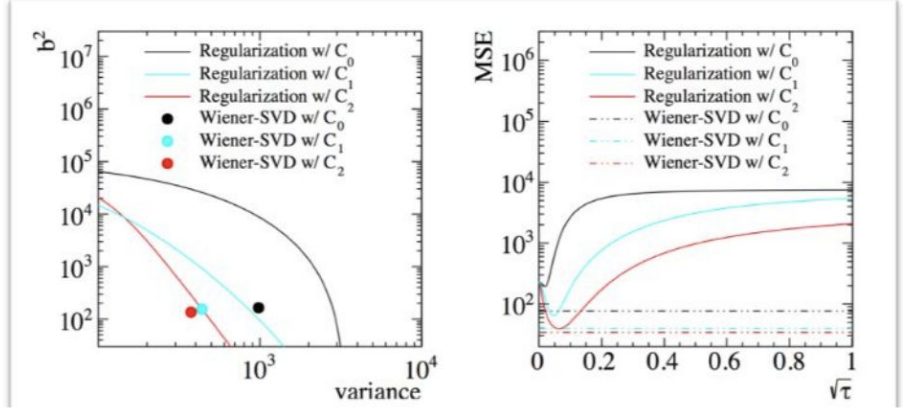 b²
10⁷
10⁶
10⁵
10⁴
10³
10²
Regularization w/ C₀
Regularization w/ C₁
Regularization w/ C₂
Wiener-SVD w/ C₀
Wiener-SVD w/ C₁
Wiener-SVD w/ C₂
10³
10⁴
variance
MSE
10⁶
10⁵
10⁴
10³
10²
Regularization w/ C₀
Regularization w/ C₁
Regularization w/ C₂
Wiener-SVD w/ C₀
Wiener-SVD w/ C₁
Wiener-SVD w/ C₂
0 0.2 0.4 0.6 0.8 1
√τ